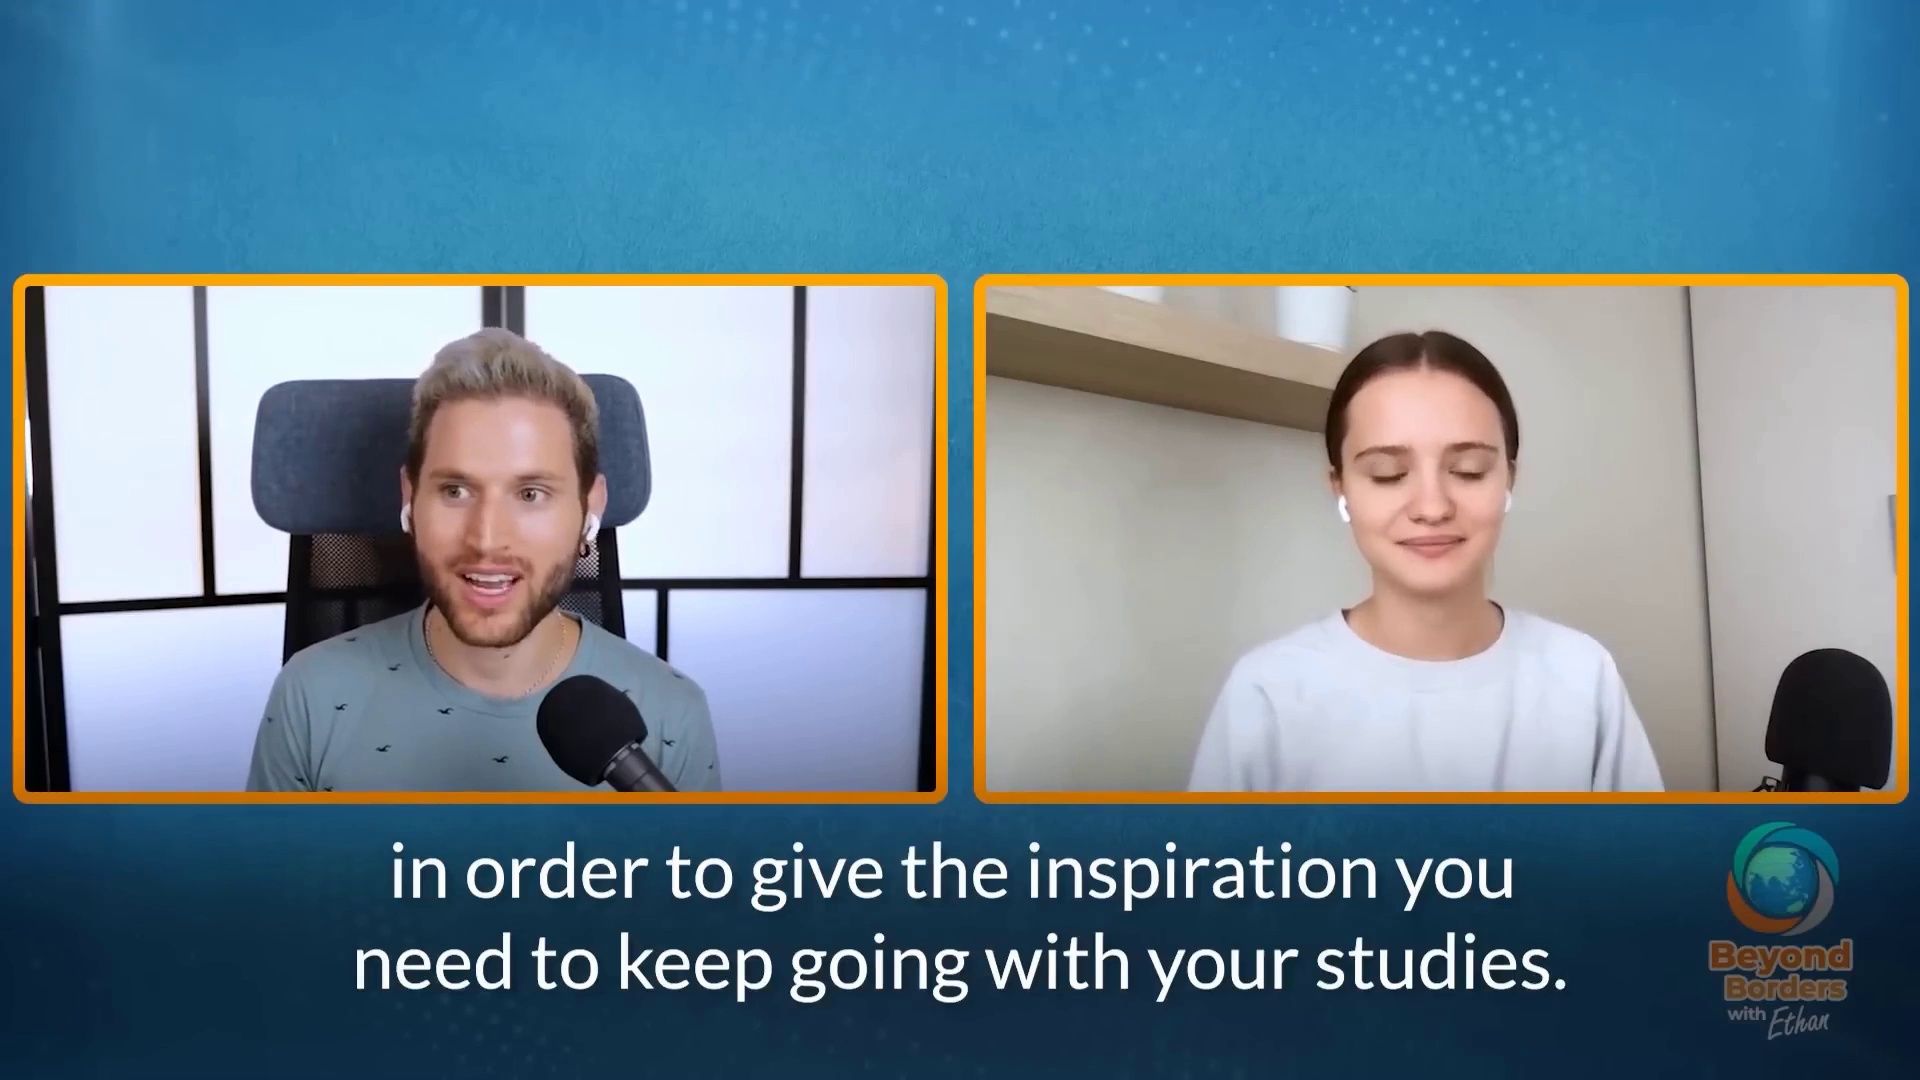 in order to give the inspiration you
need to keep going with your studies.
Beyond
Borders
with Ethan